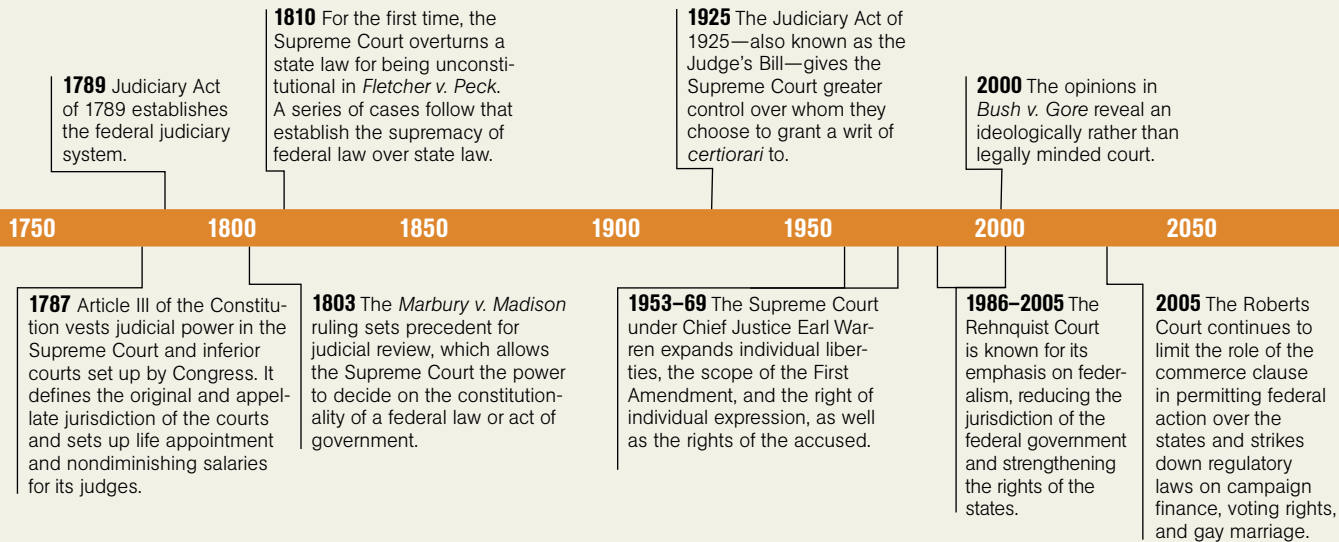 1789 Judiciary Act
of 1789 establishes
the federal judiciary
system.
1810 For the first time, the
Supreme Court overturns a
state law for being unconsti-
tutional in Fletcher v. Peck.
A series of cases follow that
establish the supremacy of
federal law over state law.
1925 The Judiciary Act of
1925—also known as the
Judge's Bill—gives the
Supreme Court greater
control over whom they
choose to grant a writ of
certiorari to.
2000 The opinions in
Bush v. Gore reveal an
ideologically rather than
legally minded court.
1750 1800 1850 1900 1950 2000 2050
1787 Article III of the Constitu-
tion vests judicial power in the
Supreme Court and inferior
courts set up by Congress. It
defines the original and appel-
late jurisdiction of the courts
and sets up life appointment
and nondiminishing salaries
for its judges.
1803 The Marbury v. Madison
ruling sets precedent for
judicial review, which allows
the Supreme Court the power
to decide on the constitution-
ality of a federal law or act of
government.
1953–69 The Supreme Court
under Chief Justice Earl War-
ren expands individual liber-
ties, the scope of the First
Amendment, and the right of
individual expression, as well
as the rights of the accused.
1986–2005 The
Rehnquist Court
is known for its
emphasis on feder-
alism, reducing the
jurisdiction of the
federal government
and strengthening
the rights of the
states.
2005 The Roberts
Court continues to
limit the role of the
commerce clause
in permitting federal
action over the
states and strikes
down regulatory
laws on campaign
finance, voting rights,
and gay marriage.